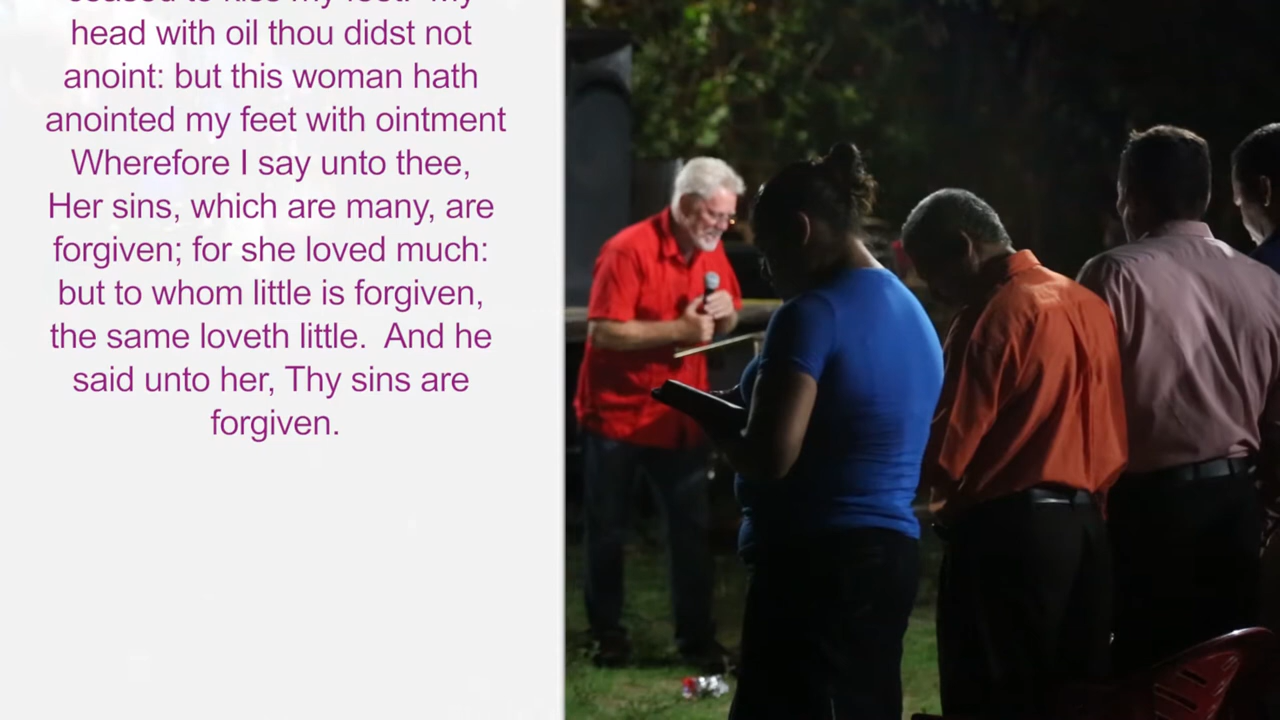 head with oil thou didst not
anoint: but this woman hath
anointed my feet with ointment
Wherefore I say unto thee,
Her sins, which are many, are
forgiven; for she loved much:
but to whom little is forgiven,
the same loveth little.  And he
said unto her, Thy sins are
forgiven.